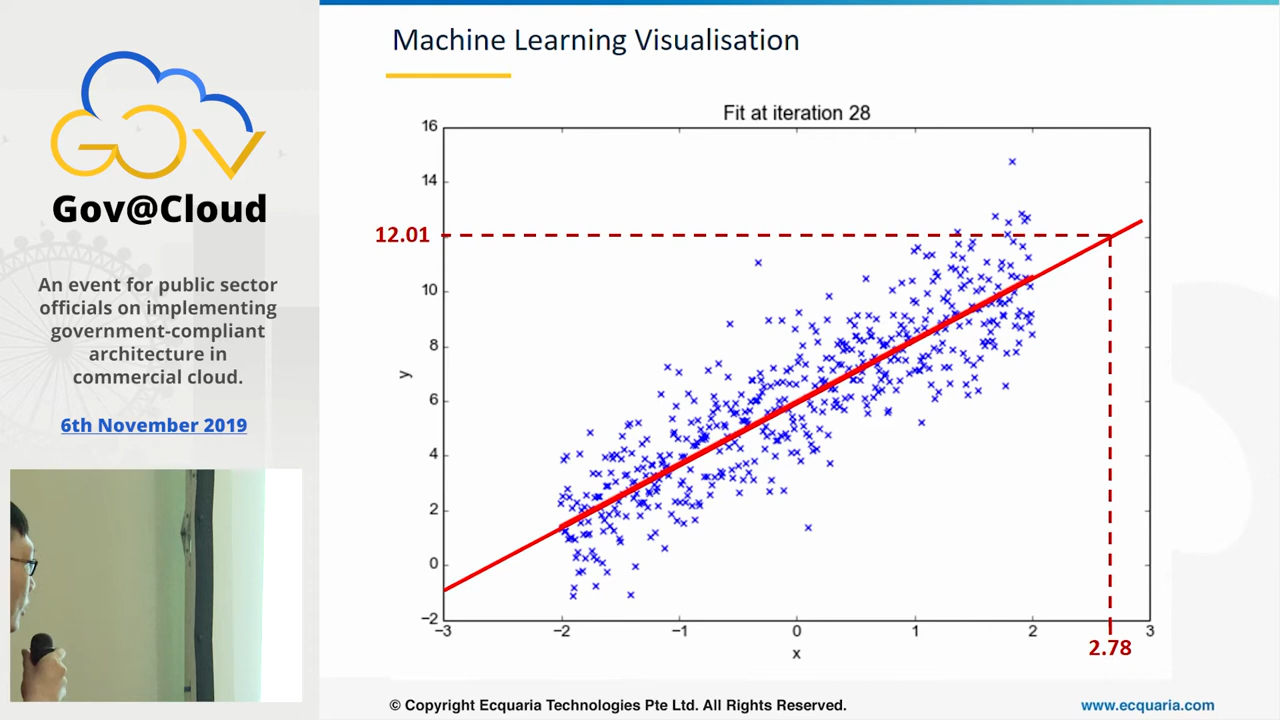 GOV
Gov@Cloud
An event for public sector
officials on implementing
government-compliant
architecture in
commercial cloud.
6th November 2019
Machine Learning Visualisation
Fit at iteration 28
16
14
12.01
10
8
y
6
4
2
0
−2
−3
−2
−1
0
1
2
3
2.78
x
© Copyright Ecquaria Technologies Pte Ltd. All Rights Reserved.
www.ecquaria.com